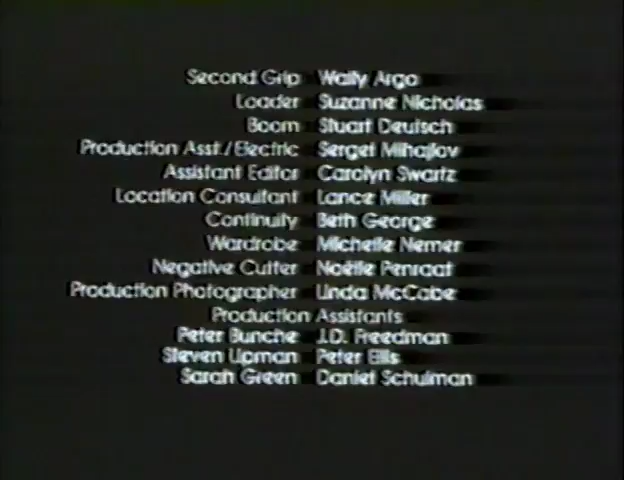 Second Grip Wally Argo
Loader Suzanne Nicholas
Boom Stuart Deutsch
Production Asst./Electric Sergei Mihajlov
Assistant Editor Carolyn Swartz
Location Consultant Lance Miller
Continuity Beth George
Wardrobe Michelle Nemer
Negative Cutter Noëlle Penraat
Production Photographer Linda McCabe
Production Assistants
Peter Bunche J.D. Freedman
Steven Lipman Peter Ellis
Sarah Green Daniel Schulman